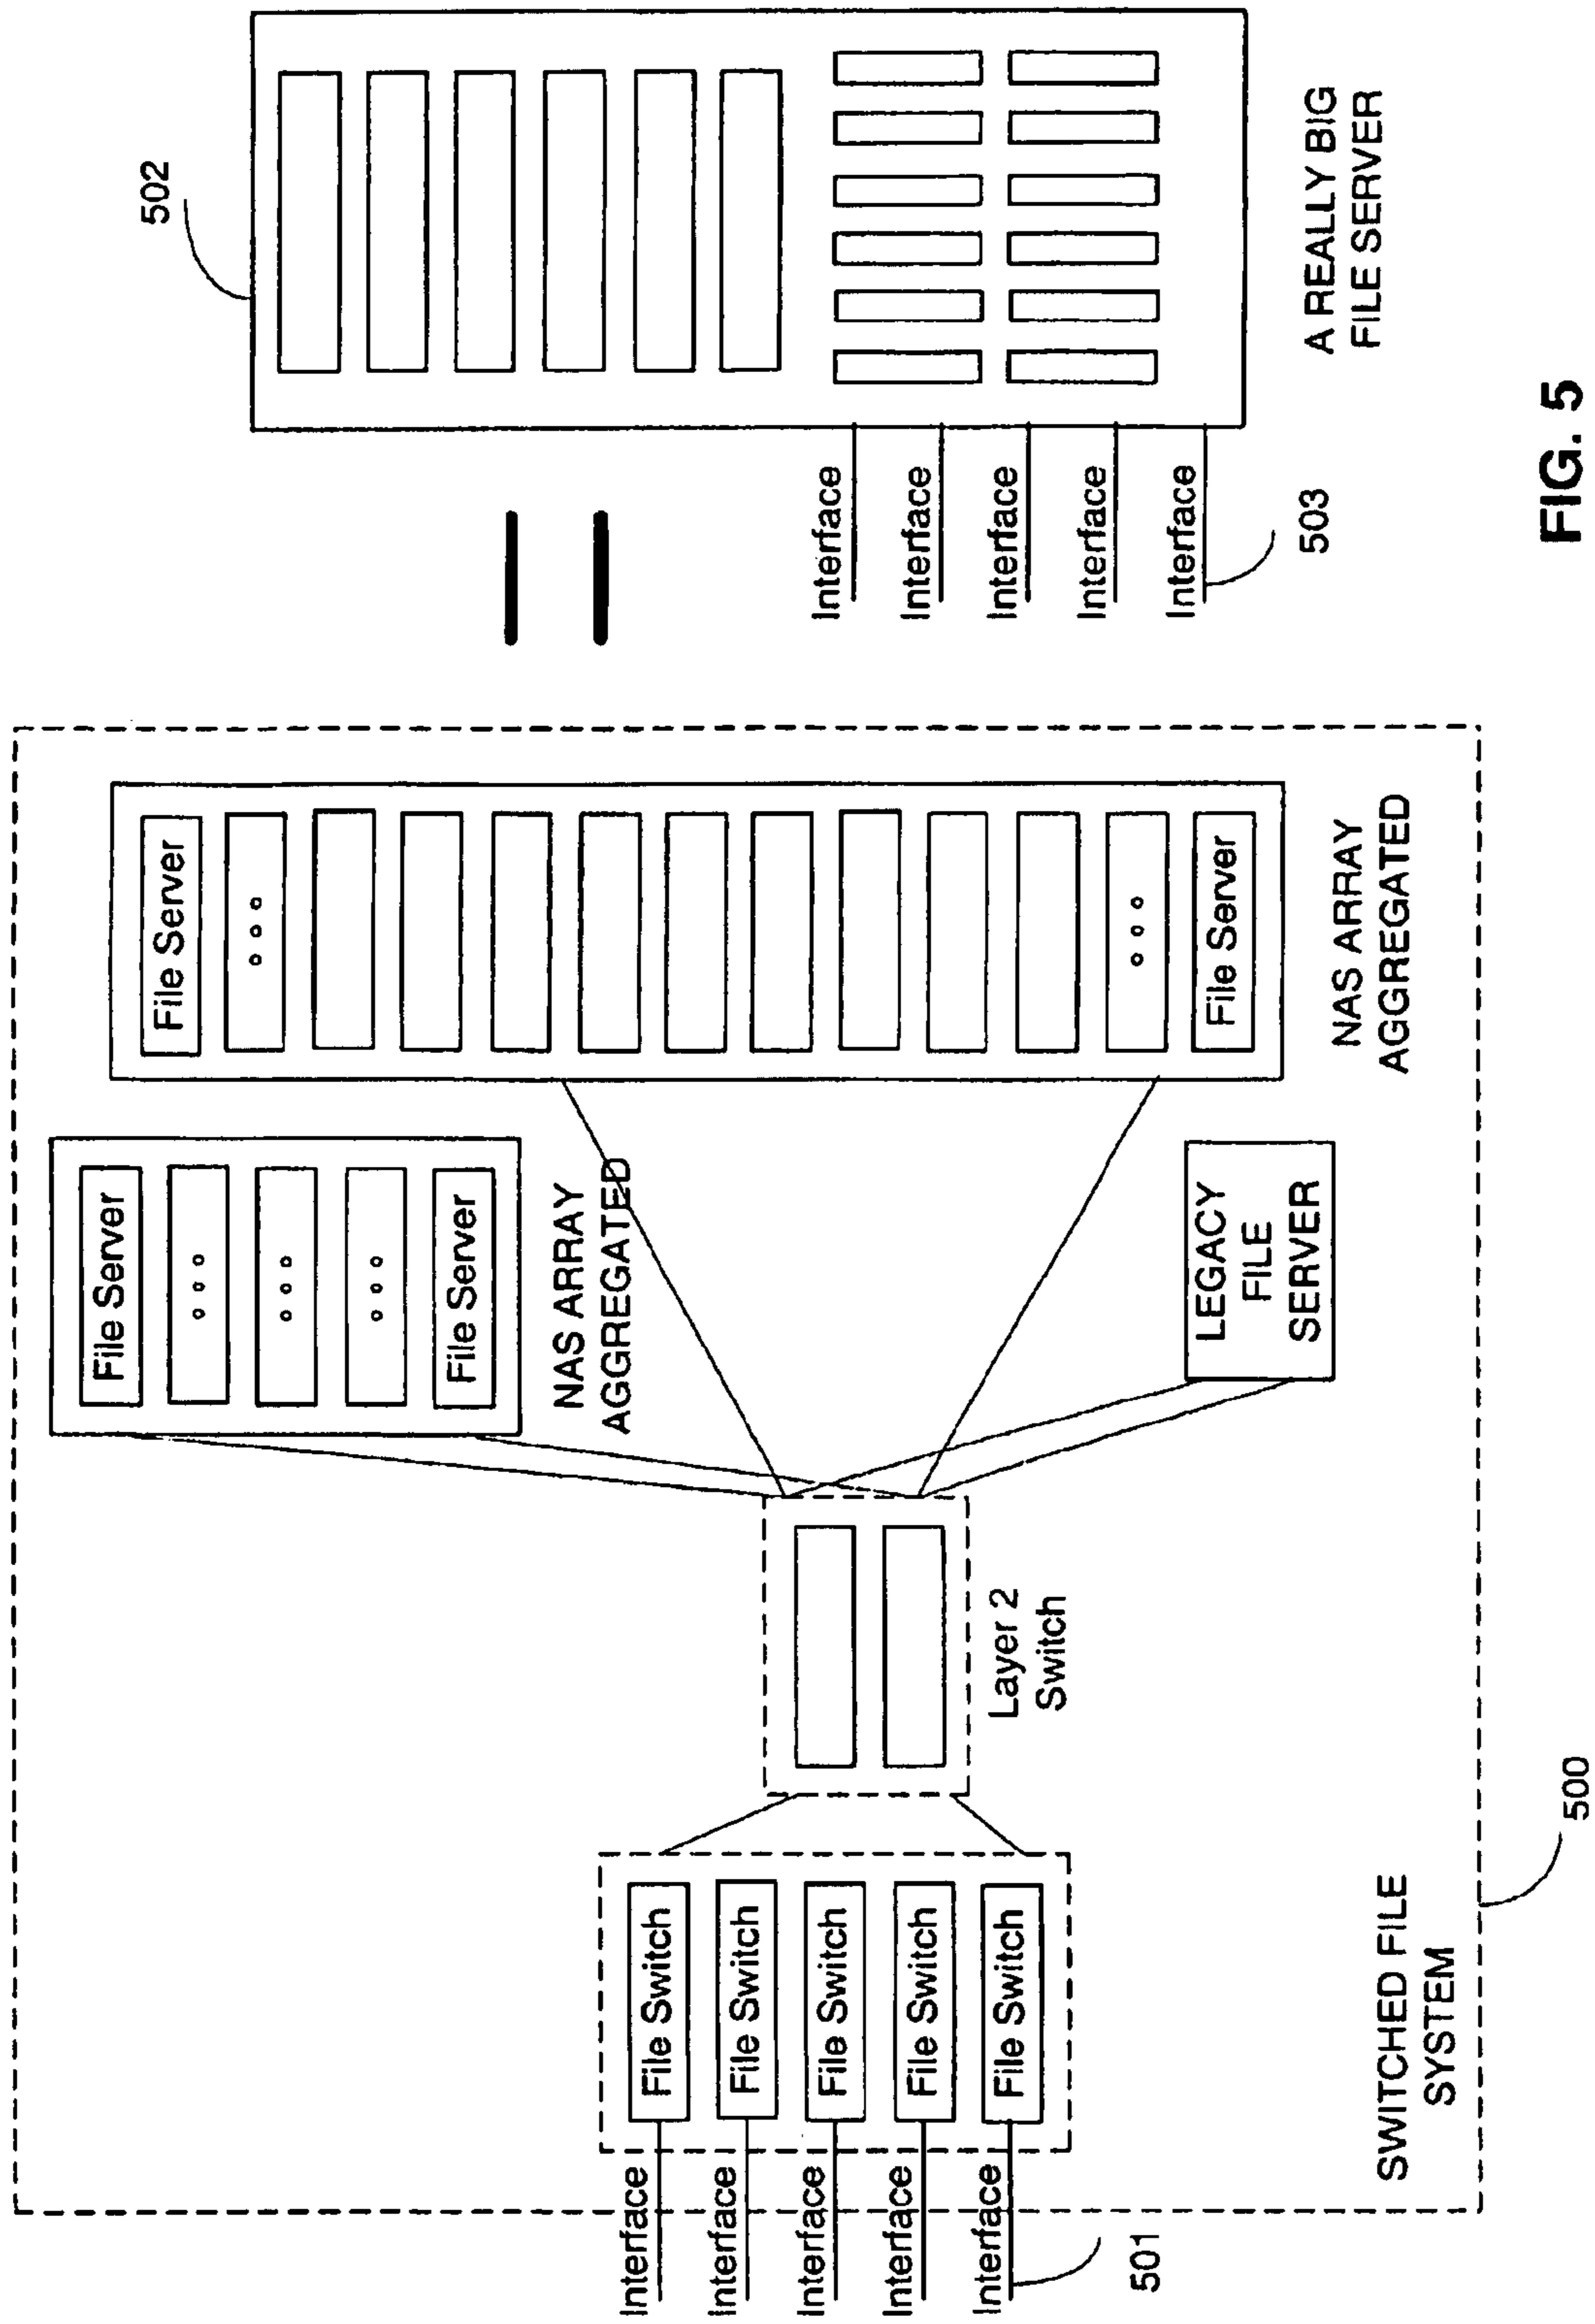 Interface
Interface
Interface
Interface
Interface
501
File Switch
File Switch
File Switch
File Switch
File Switch
SWITCHED FILE
SYSTEM
500
Layer 2
Switch
File Server
File Server
NAS ARRAY
AGGREGATED
LEGACY
FILE
SERVER
File Server
File Server
NAS ARRAY
AGGREGATED
Interface
Interface
Interface
Interface
Interface
503
502
A REALLY BIG
FILE SERVER
FIG. 5